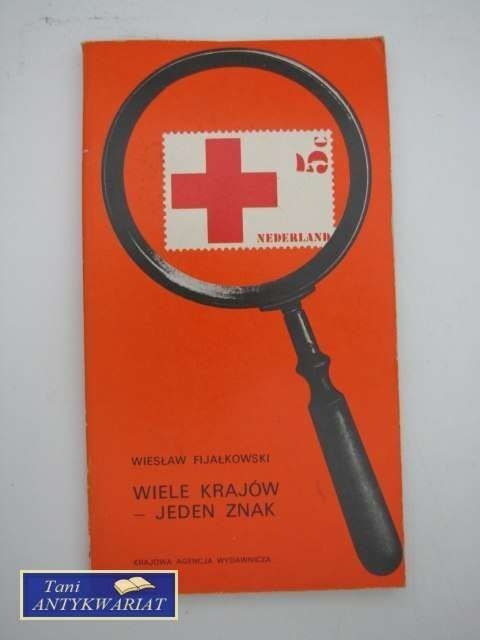 5c
NEDERLAND
WIESŁAW FIJAŁKOWSKI
WIELE KRAJÓW
– JEDEN ZNAK
KRAJOWA AGENCJA WYDAWNICZA
Tani
ANTYKWARIAT